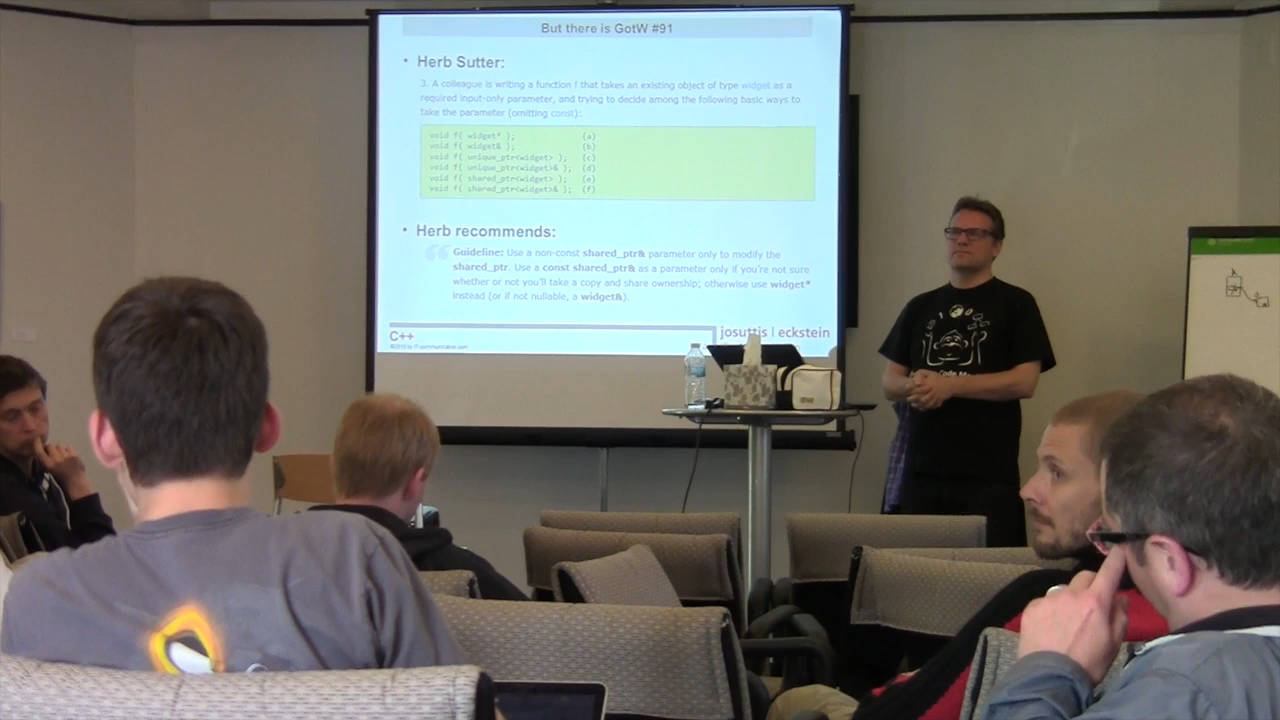 But there is GotW #91
• Herb Sutter:
3. A colleague is writing a function f that takes an existing object of type widget as a
required input-only parameter, and trying to decide among the following basic ways to
take the parameter (omitting const):
void f( widget* ); (a)
void f( widget& ); (b)
void f( unique_ptr<widget> ); (c)
void f( unique_ptr<widget>& ); (d)
void f( shared_ptr<widget> ); (e)
void f( shared_ptr<widget>& ); (f)
• Herb recommends:
Guideline: Use a non-const shared_ptr& parameter only to modify the
shared_ptr. Use a const shared_ptr& as a parameter only if you're not sure
whether or not you'll take a copy and share ownership; otherwise use widget*
instead (or if not nullable, a widget&).
C++
josuttis | eckstein
1 0
Code